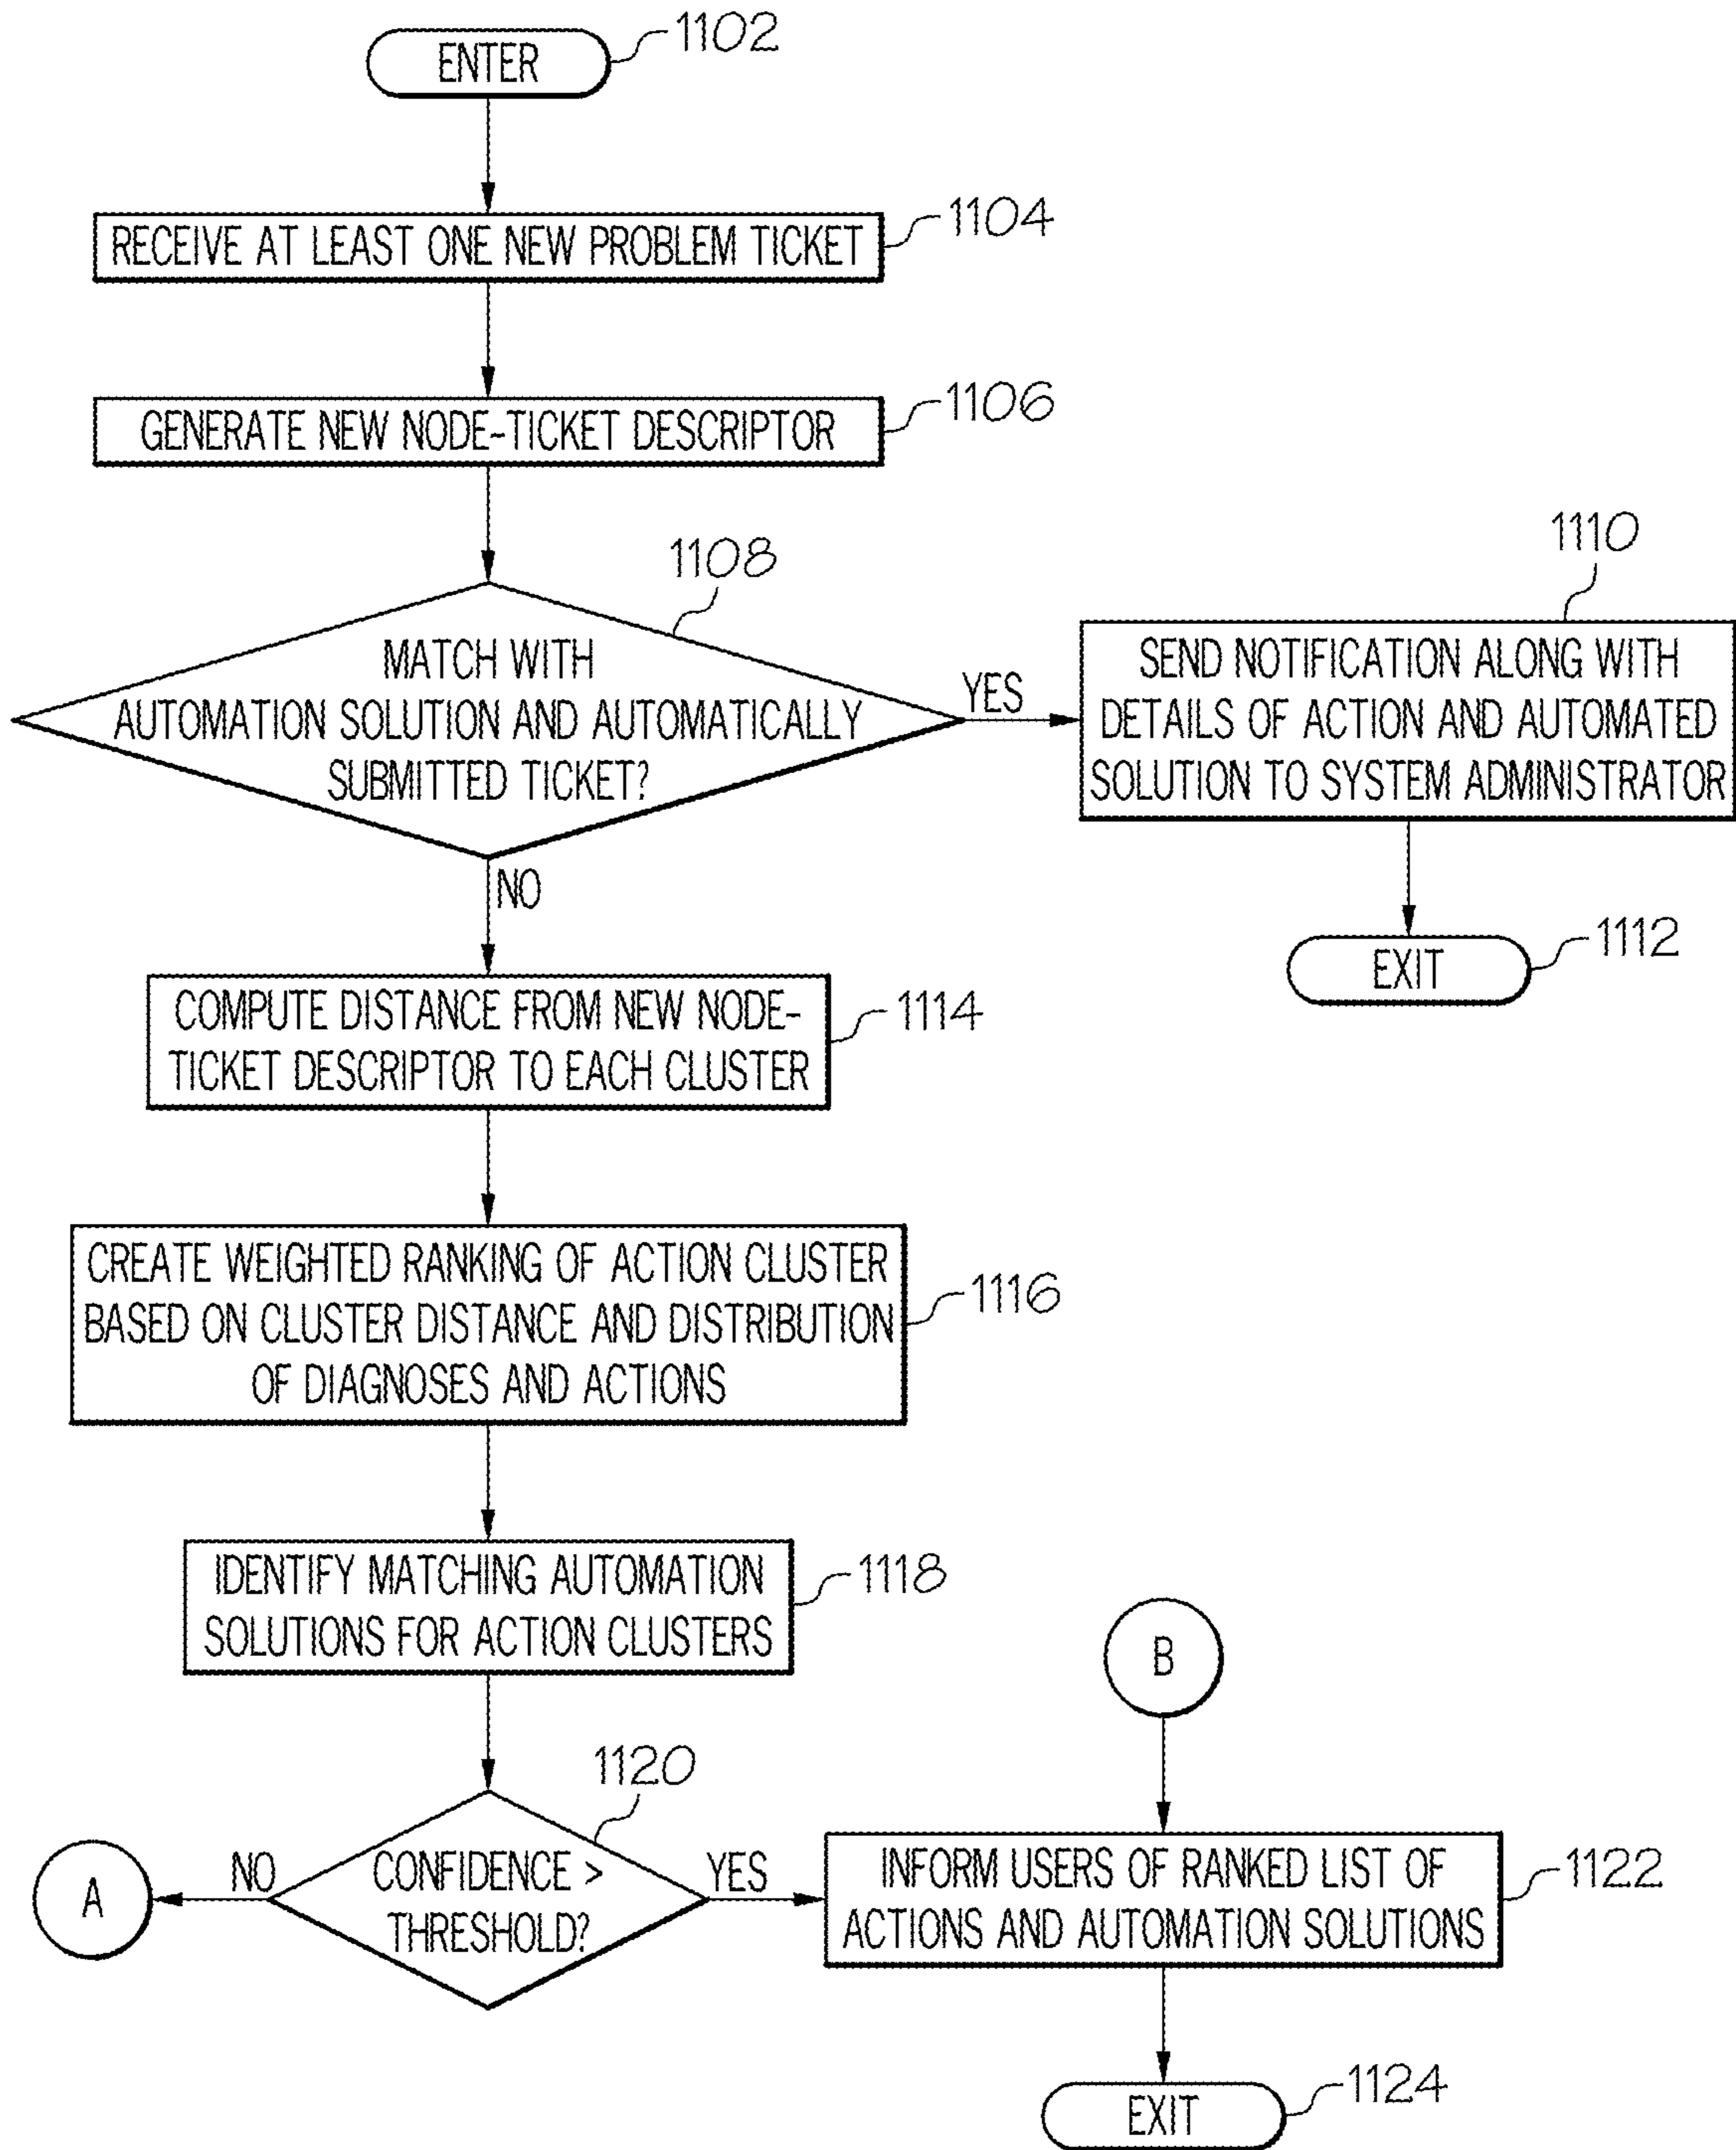 ENTER
1102
RECEIVE AT LEAST ONE NEW PROBLEM TICKET
1104
GENERATE NEW NODE-TICKET DESCRIPTOR
1106
1108
MATCH WITH
AUTOMATION SOLUTION AND AUTOMATICALLY
SUBMITTED TICKET?
YES
NO
1110
SEND NOTIFICATION ALONG WITH
DETAILS OF ACTION AND AUTOMATED
SOLUTION TO SYSTEM ADMINISTRATOR
EXIT
1112
COMPUTE DISTANCE FROM NEW NODE-
TICKET DESCRIPTOR TO EACH CLUSTER
1114
CREATE WEIGHTED RANKING OF ACTION CLUSTER
BASED ON CLUSTER DISTANCE AND DISTRIBUTION
OF DIAGNOSES AND ACTIONS
1116
IDENTIFY MATCHING AUTOMATION
SOLUTIONS FOR ACTION CLUSTERS
1118
1120
CONFIDENCE >
THRESHOLD?
NO
A
YES
B
INFORM USERS OF RANKED LIST OF
ACTIONS AND AUTOMATION SOLUTIONS
1122
EXIT
1124